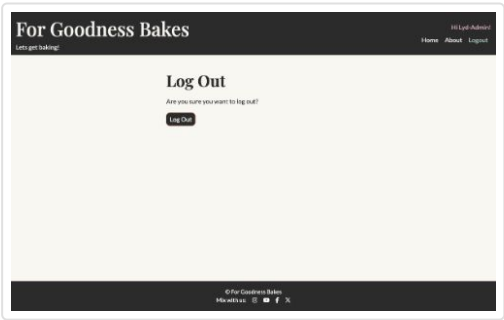 For Goodness Bakes
Lets get baking!
Hi Lyd-Admin!
Home About Logout
Log Out
Are you sure you want to log out?
Log Out
© For Goodness Bakes
Mix with us: